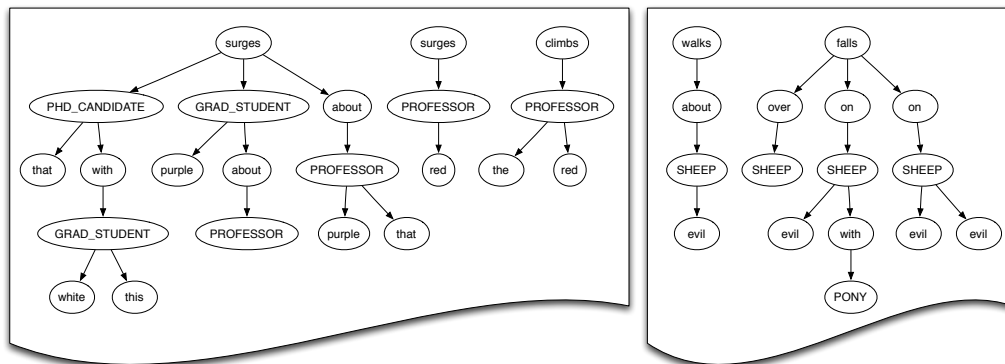 surges surges climbs walks falls
PHD_CANDIDATE GRAD_STUDENT about PROFESSOR PROFESSOR about over on on
that with purple about PROFESSOR red the red SHEEP SHEEP SHEEP SHEEP
GRAD_STUDENT PROFESSOR purple that evil evil with evil evil
white this PONY